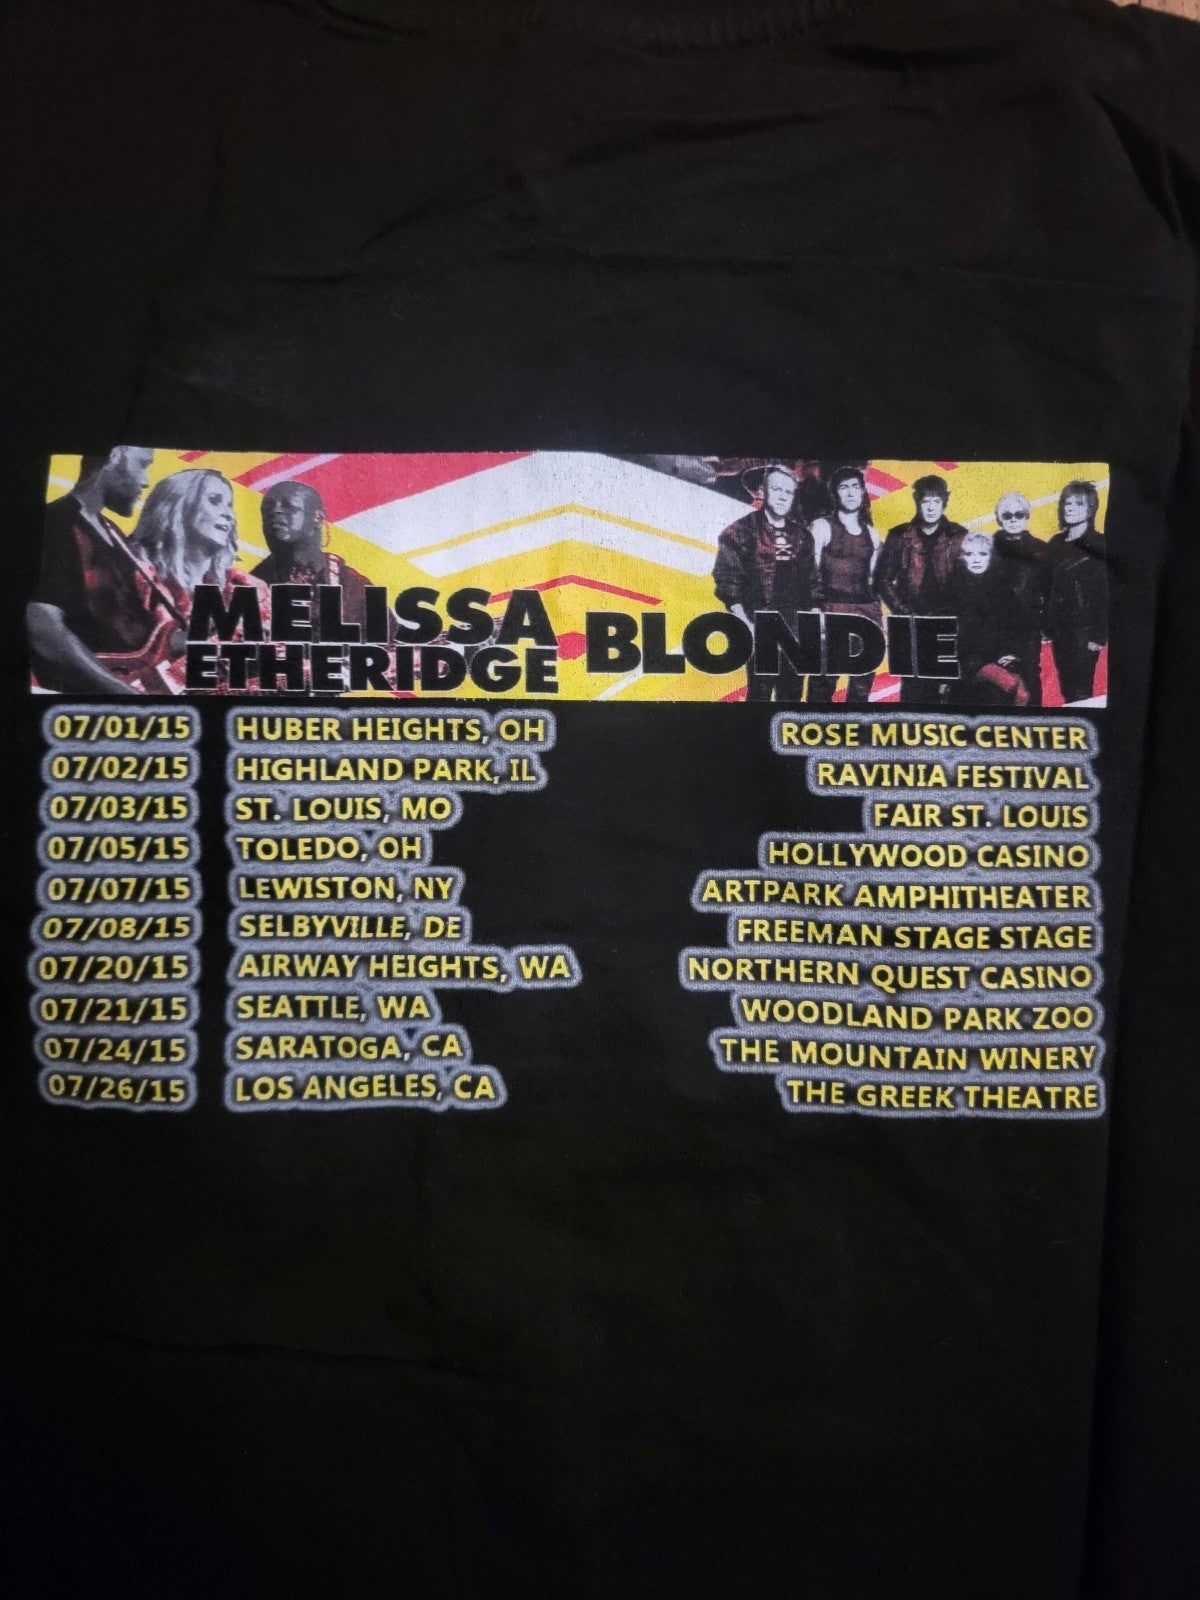 MELISSA ETHERIDGE BLONDIE
07/01/15 HUBER HEIGHTS, OH ROSE MUSIC CENTER
07/02/15 HIGHLAND PARK, IL RAVINIA FESTIVAL
07/03/15 ST. LOUIS, MO FAIR ST. LOUIS
07/05/15 TOLEDO, OH HOLLYWOOD CASINO
07/07/15 LEWISTON, NY ARTPARK AMPHITHEATER
07/08/15 SELBYVILLE, DE FREEMAN STAGE STAGE
07/20/15 AIRWAY HEIGHTS, WA NORTHERN QUEST CASINO
07/21/15 SEATTLE, WA WOODLAND PARK ZOO
07/24/15 SARATOGA, CA THE MOUNTAIN WINERY
07/26/15 LOS ANGELES, CA THE GREEK THEATRE